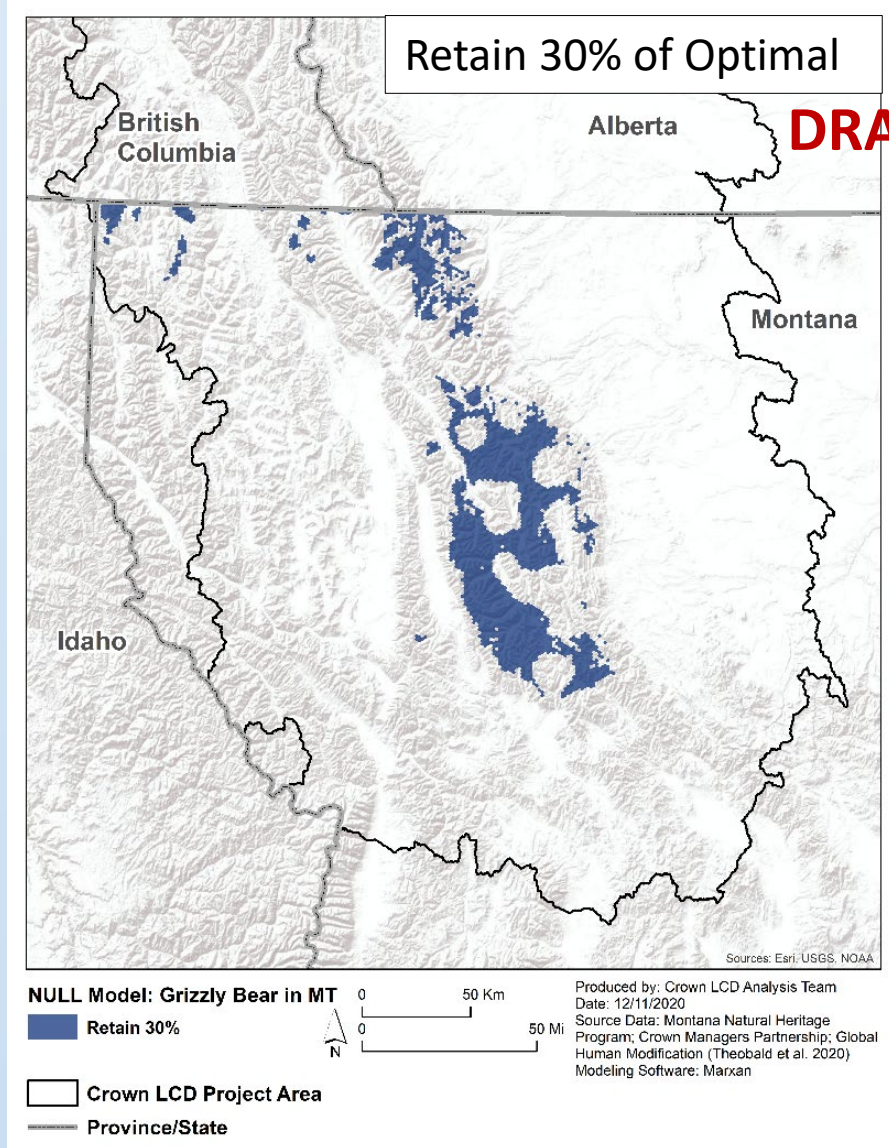 Retain 30% of Optimal
DRA
British
Columbia
Alberta
Montana
Idaho
Sources: Esri, USGS, NOAA
NULL Model: Grizzly Bear in MT
Retain 30%
0 50 Km
0 50 Mi
N
Produced by: Crown LCD Analysis Team
Date: 12/11/2020
Source Data: Montana Natural Heritage
Program; Crown Managers Partnership; Global
Human Modification (Theobald et al. 2020)
Modeling Software: Marxan
Crown LCD Project Area
Province/State